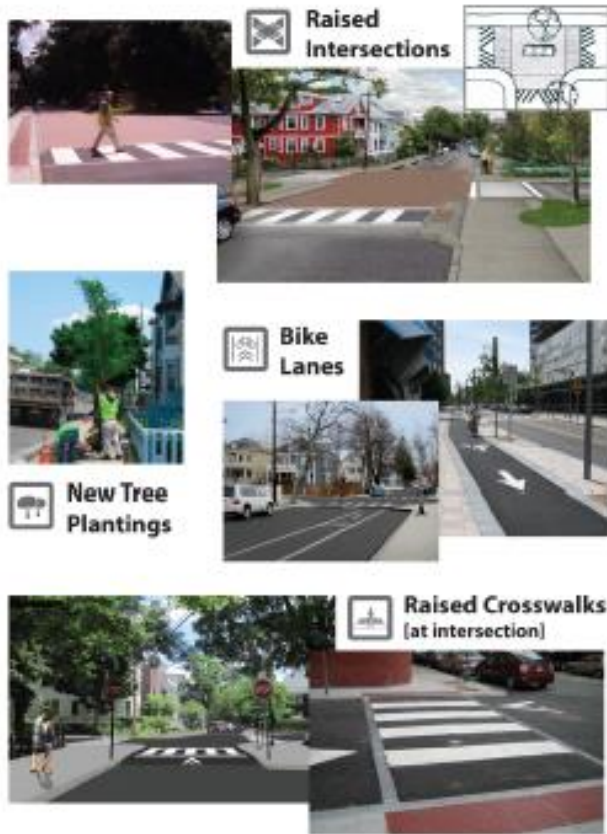 Raised
Intersections
Bike
Lanes
New Tree
Plantings
Raised Crosswalks
[at intersection]